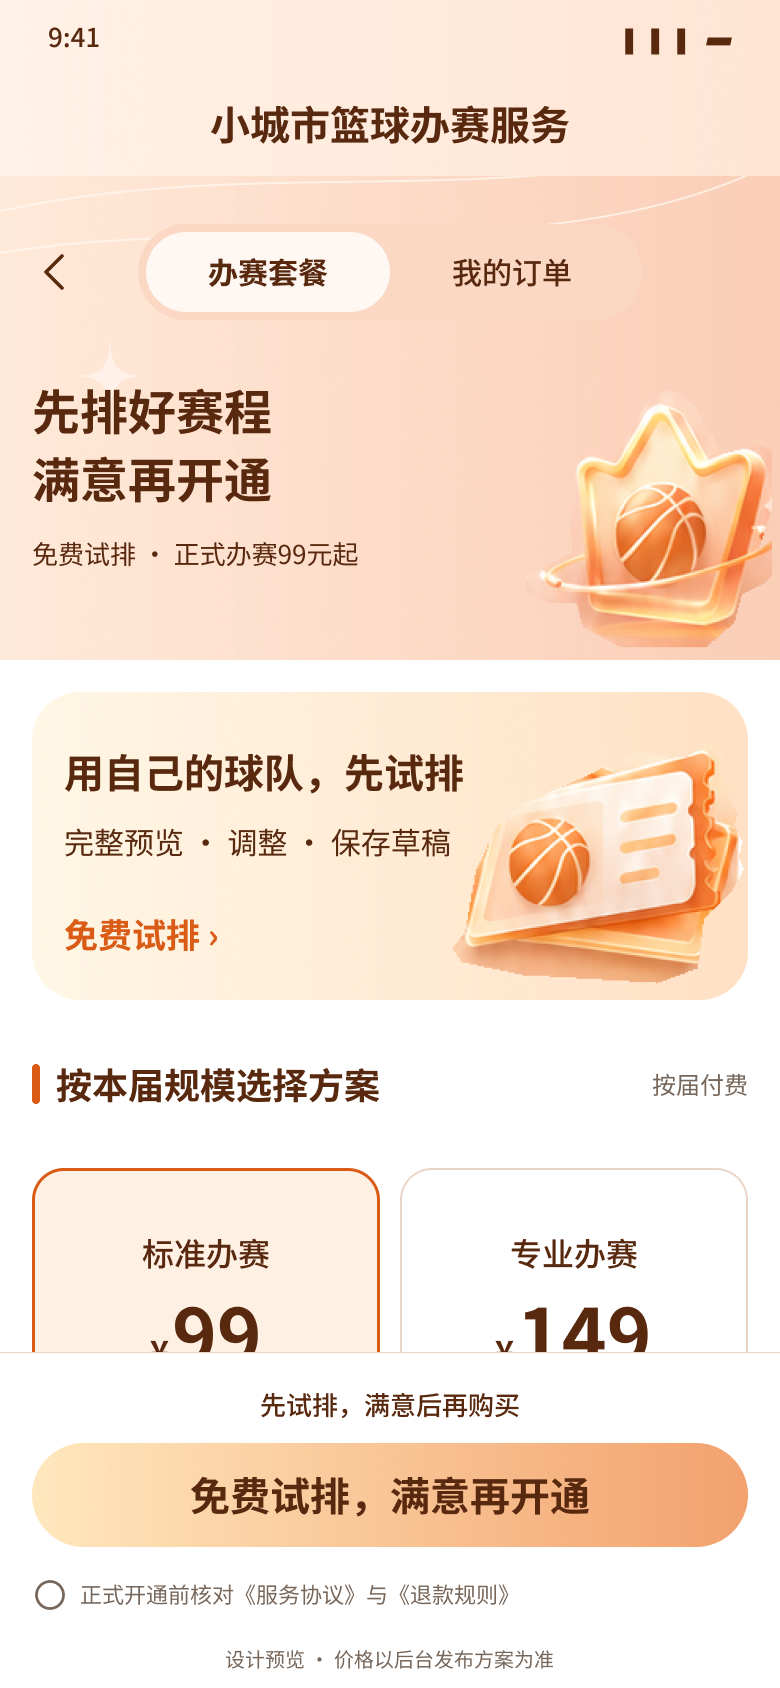 9:41
小城市篮球办赛服务
办赛套餐
我的订单
先排好赛程
满意再开通
免费试排 · 正式办赛99元起
用自己的球队，先试排
完整预览 · 调整 · 保存草稿
免费试排 ›
按本届规模选择方案
按届付费
标准办赛
¥99
专业办赛
¥149
先试排，满意后再购买
免费试排，满意再开通
正式开通前核对《服务协议》与《退款规则》
设计预览 · 价格以后台发布方案为准